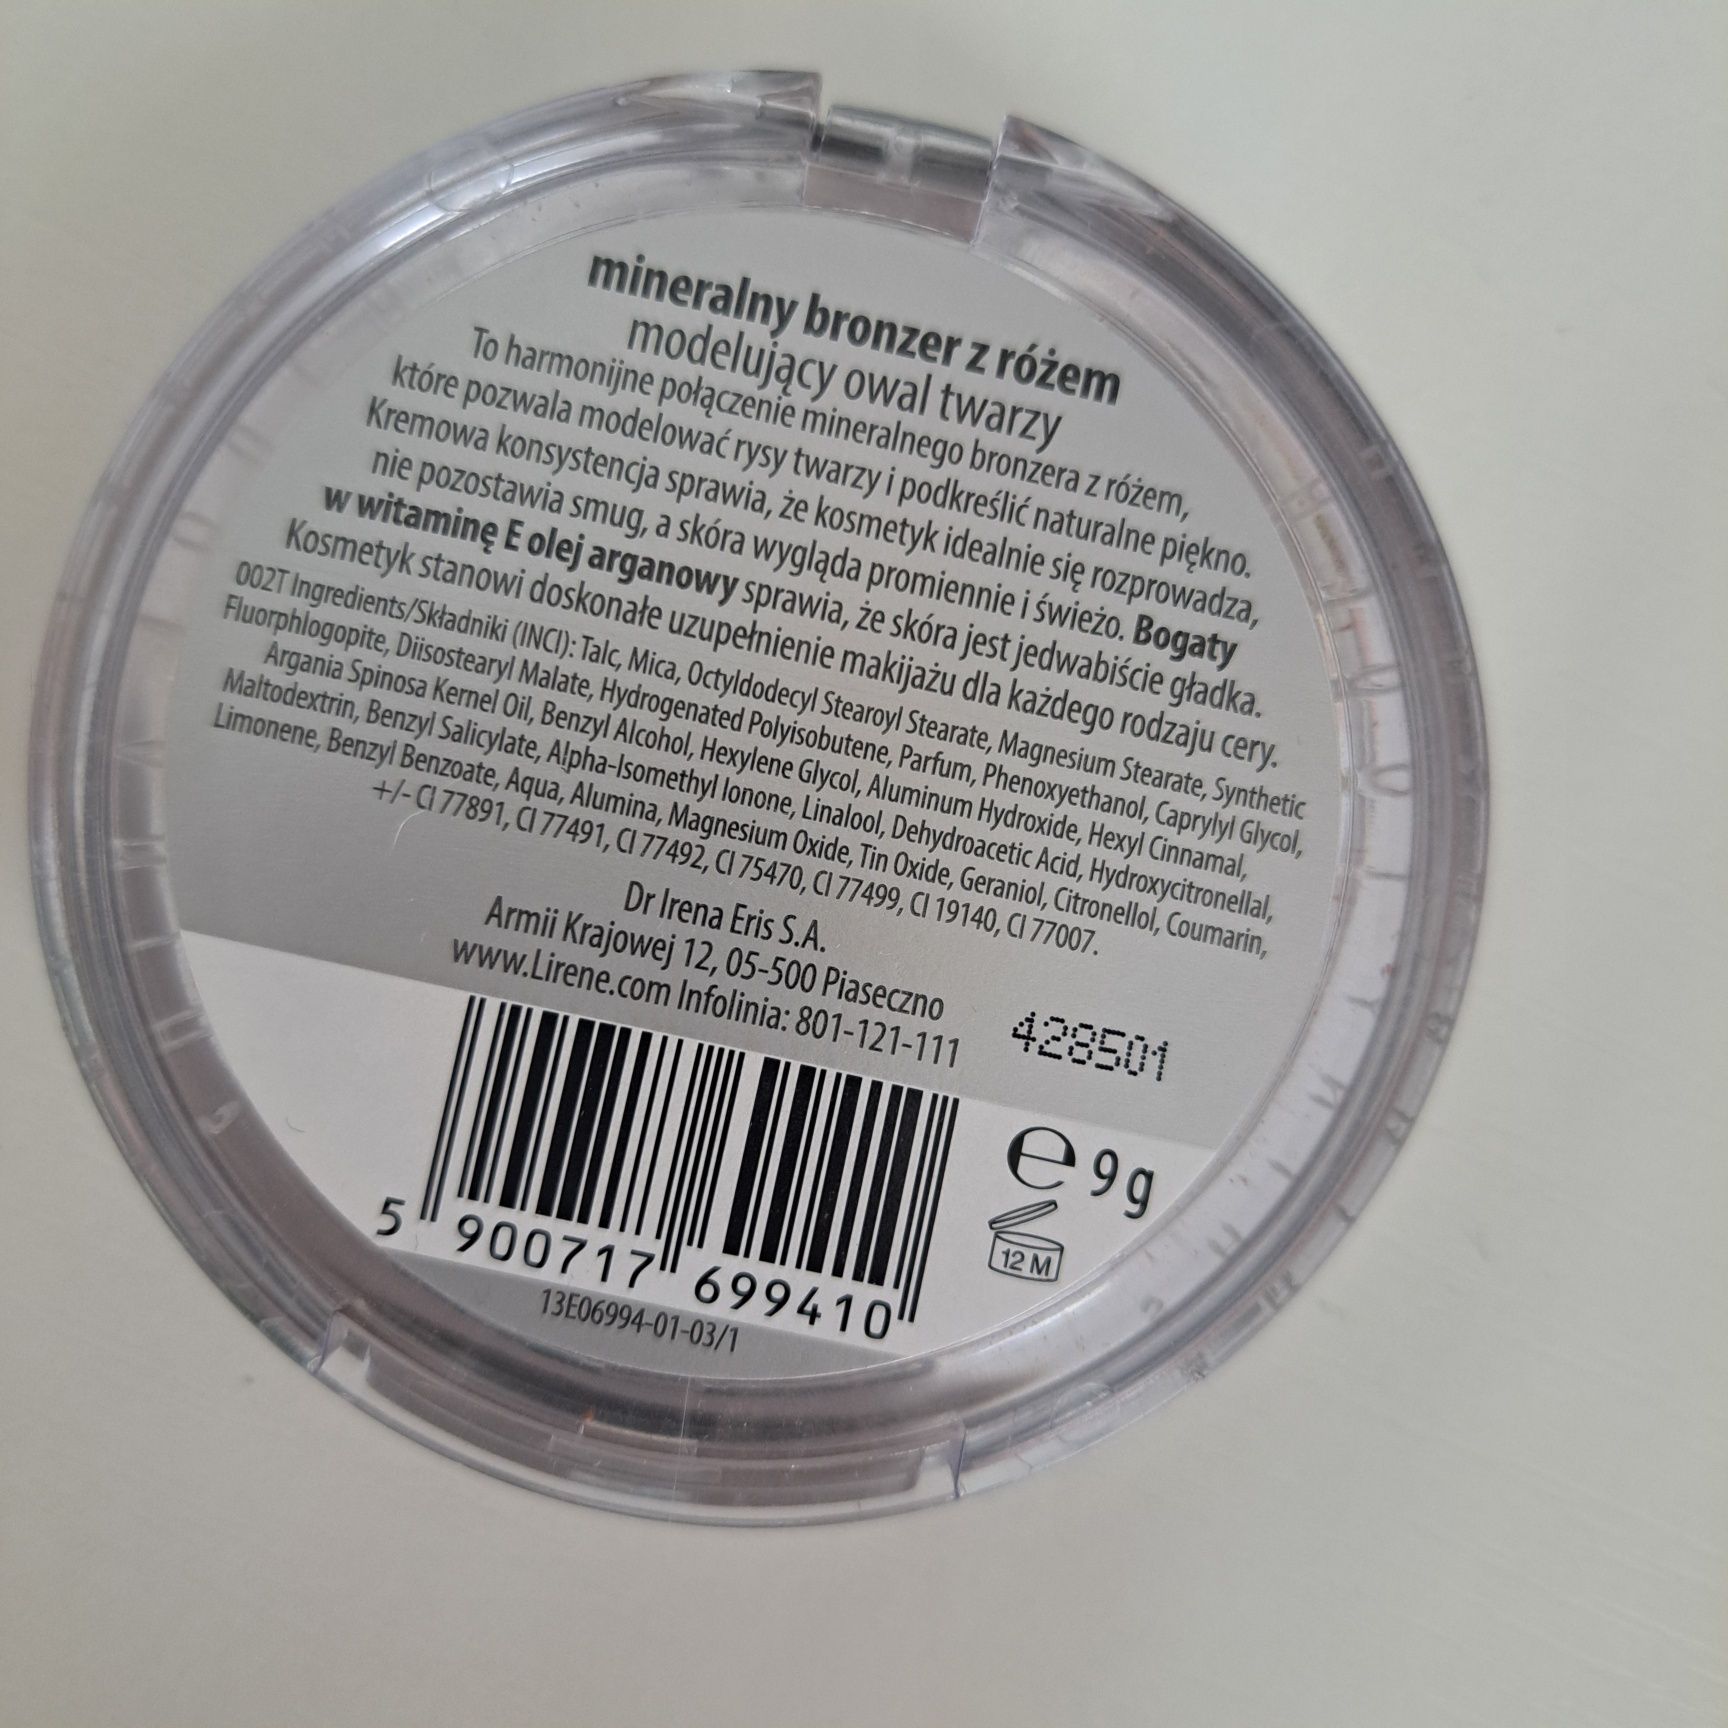 mineralny bronzer z różem
modelujący owal twarzy
To harmonijne połączenie mineralnego bronzera z różem,
które pozwala modelować rysy twarzy i podkreślić naturalne piękno.
Kremowa konsystencja sprawia, że kosmetyk idealnie się rozprowadza,
nie pozostawia smug, a skóra wygląda promiennie i świeżo. Bogaty
w witaminę E olej arganowy sprawia, że skóra jest jedwabiście gładka.
Kosmetyk stanowi doskonałe uzupełnienie makijażu dla każdego rodzaju cery.
002T Ingredients/Składniki (INCI): Talc, Mica, Octyldodecyl Stearoyl Stearate, Magnesium Stearate, Synthetic
Fluorphlogopite, Diisostearyl Malate, Hydrogenated Polyisobutene, Parfum, Phenoxyethanol, Caprylyl Glycol,
Argania Spinosa Kernel Oil, Benzyl Alcohol, Hexylene Glycol, Aluminum Hydroxide, Hexyl Cinnamal,
Maltodextrin, Benzyl Salicylate, Alpha-Isomethyl Ionone, Linalool, Dehydroacetic Acid, Hydroxycitronellal,
Limonene, Benzyl Benzoate, Aqua, Alumina, Magnesium Oxide, Tin Oxide, Geraniol, Citronellol, Coumarin,
+/- CI 77891, CI 77491, CI 77492, CI 75470, CI 77499, CI 19140, CI 77007.
Dr Irena Eris S.A.
Armii Krajowej 12, 05-500 Piaseczno
www.Lirene.com Infolinia: 801-121-111
428501
e 9 g
12 M
5 900717 699410
13E06994-01-03/1